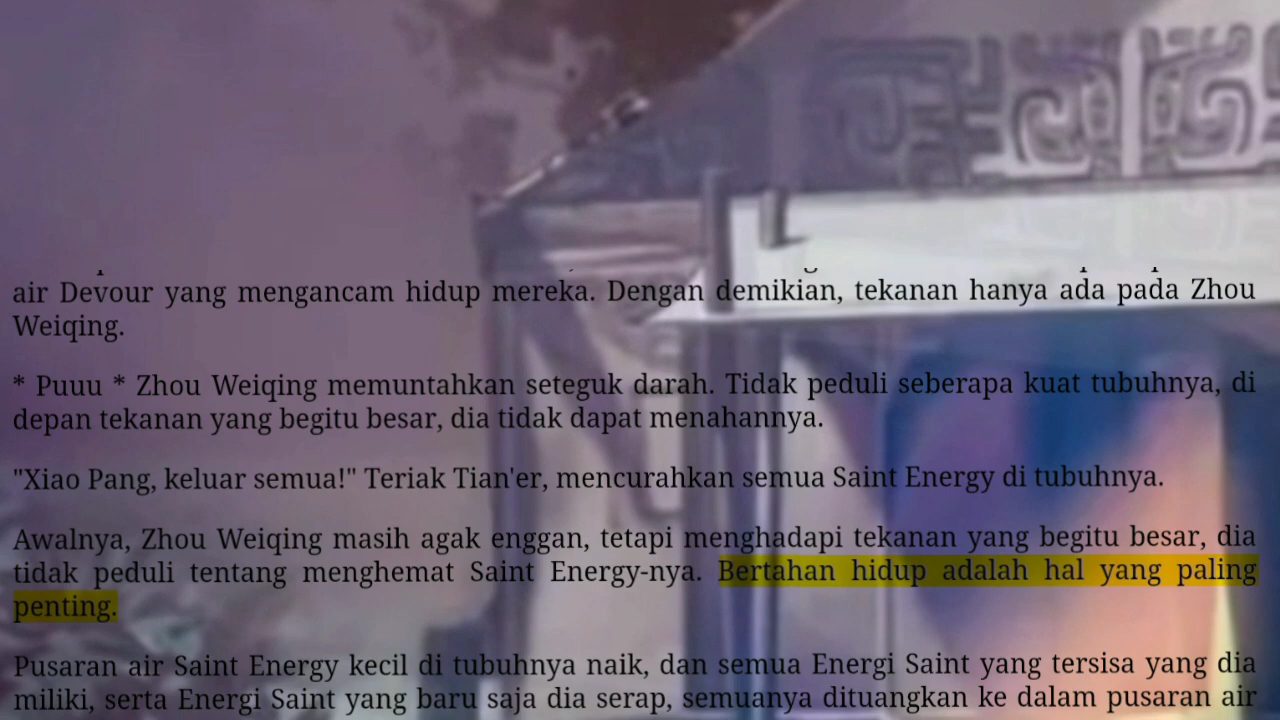 air Devour yang mengancam hidup mereka. Dengan demikian, tekanan hanya ada pada Zhou
Weiqing.
* Puuu * Zhou Weiqing memuntahkan seteguk darah. Tidak peduli seberapa kuat tubuhnya, di
depan tekanan yang begitu besar, dia tidak dapat menahannya.
"Xiao Pang, keluar semua!" Teriak Tian'er, mencurahkan semua Saint Energy di tubuhnya.
Awalnya, Zhou Weiqing masih agak enggan, tetapi menghadapi tekanan yang begitu besar, dia
tidak peduli tentang menghemat Saint Energy-nya. Bertahan hidup adalah hal yang paling
penting.
Pusaran air Saint Energy kecil di tubuhnya naik, dan semua Energi Saint yang tersisa yang dia
miliki, serta Energi Saint yang baru saja dia serap, semuanya dituangkan ke dalam pusaran air